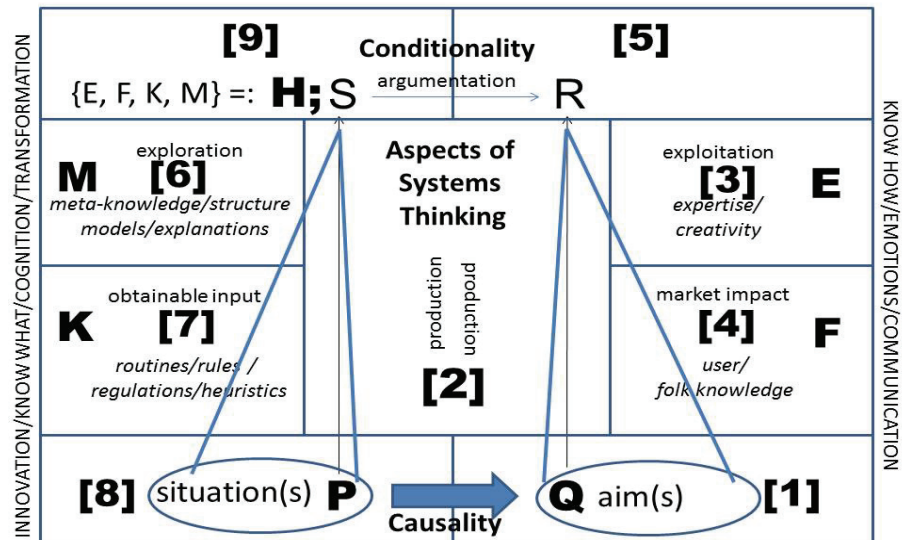 [9]
Conditionality
[5]
argumentation
{E, F, K, M} =: H; S
R
INNOVATION/KNOW WHAT/COGNITION/TRANSFORMATION
exploration
M [6]
meta-knowledge/structure
models/explanations
Aspects of
Systems
Thinking
exploitation
[3] E
expertise/
creativity
KNOW HOW/EMOTIONS/COMMUNICATION
obtainable input
K [7]
routines/rules /
regulations/heuristics
production
production
[2]
market impact
[4] F
user/
folk knowledge
[8] situation(s) P
Causality
Q aim(s) [1]